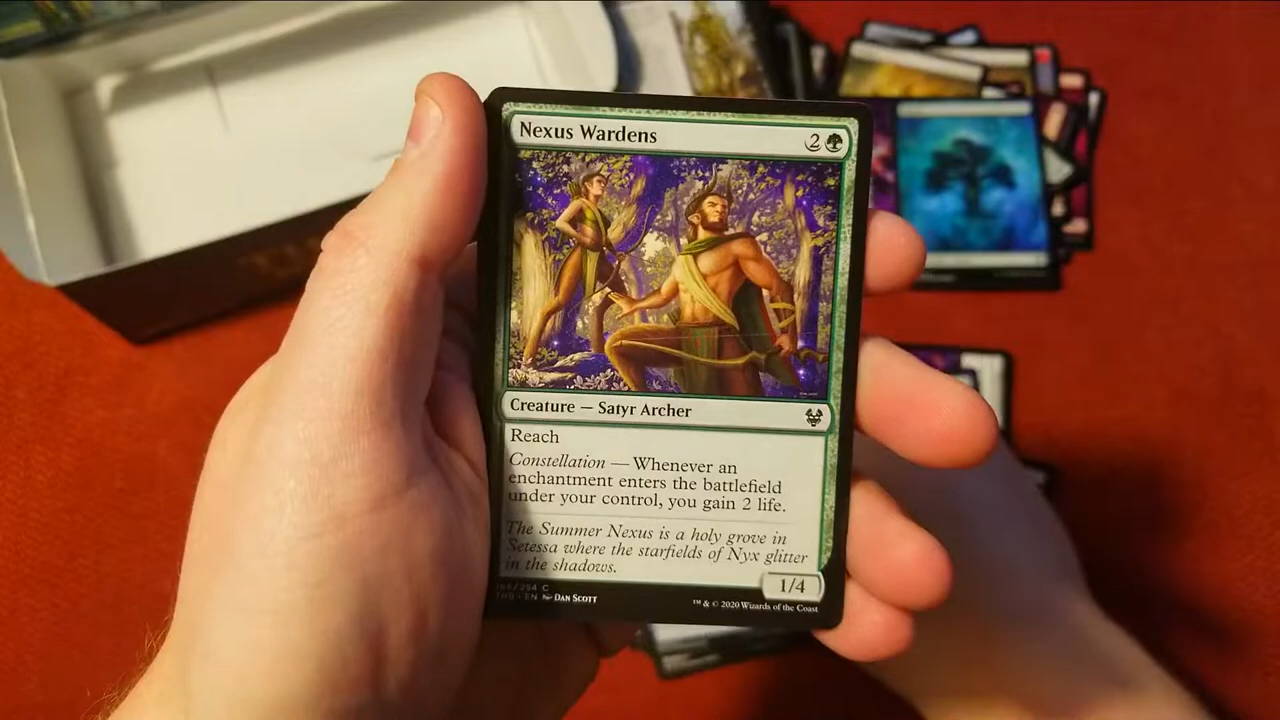 Nexus Wardens 2
Creature — Satyr Archer
Reach
Constellation — Whenever an
enchantment enters the battlefield
under your control, you gain 2 life.
The Summer Nexus is a holy grove in
Setessa where the starfields of Nyx glitter
in the shadows.
1/4
THB · EN DAN SCOTT
™ & © 2020 Wizards of the Coast